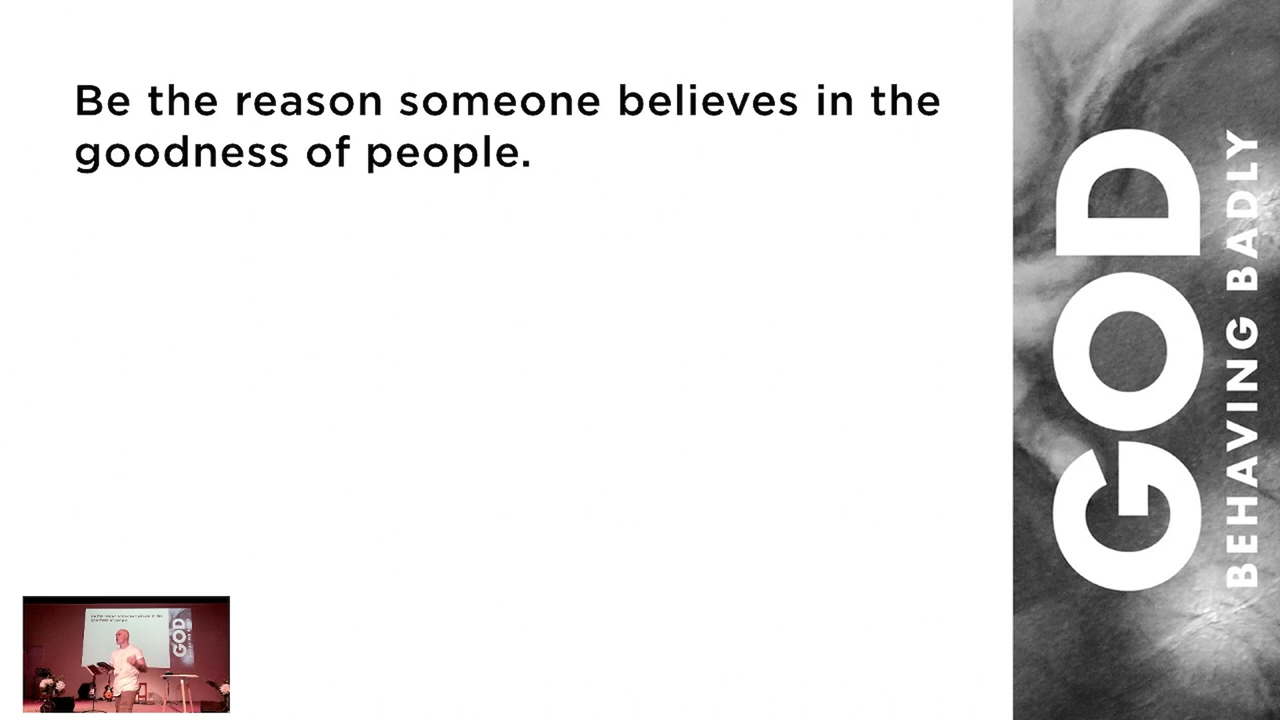 Be the reason someone believes in the
goodness of people.
GOD
BEHAVING BADLY